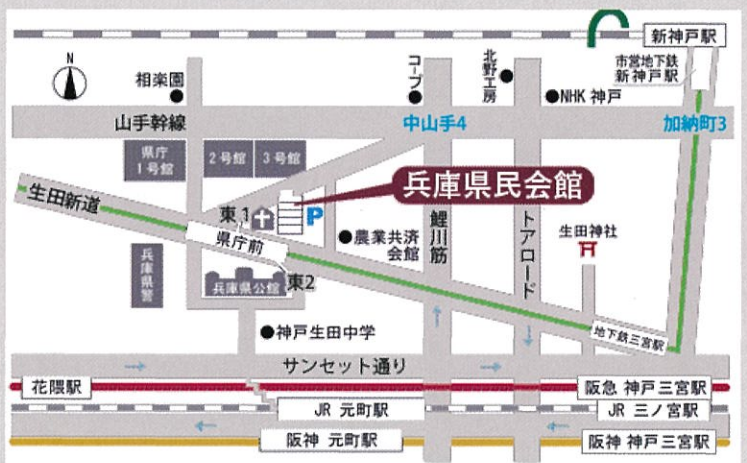 新神戸駅
N
相楽園
コープ
北野工房
NHK 神戸
市営地下鉄
新神戸駅
山手幹線
中山手4
加納町3
県庁
1号館
2号館
3号館
兵庫県民会館
生田新道
東1
P
県庁前
農業共済
会館
鯉川筋
トアロード
生田神社
兵庫県警
兵庫県公館
東2
神戸生田中学
地下鉄三宮駅
サンセット通り
花隈駅
阪急 神戸三宮駅
JR 元町駅
JR 三ノ宮駅
阪神 元町駅
阪神 神戸三宮駅